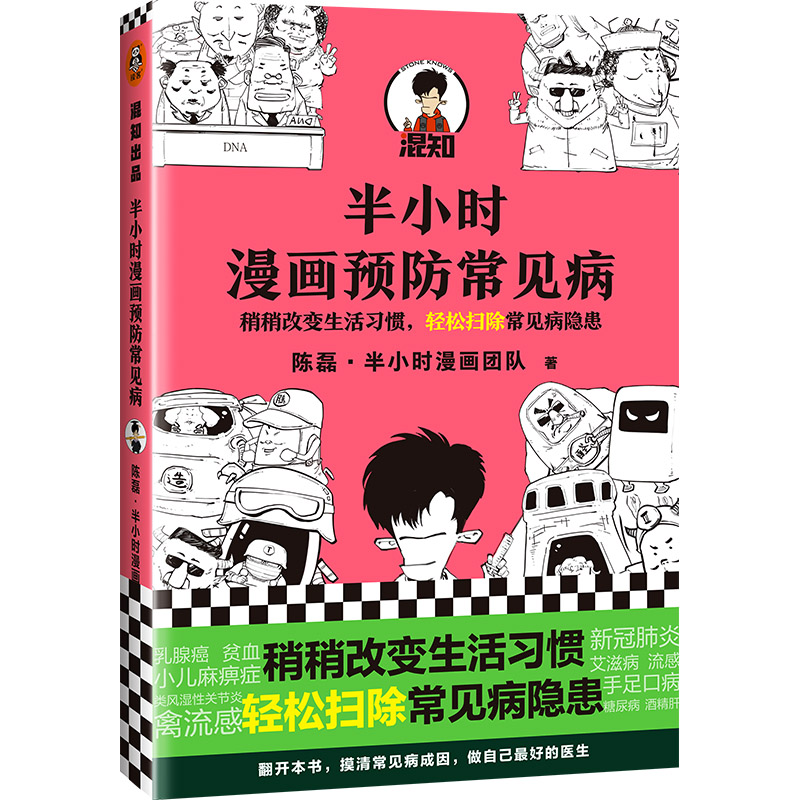 STONE KNOWS
混知
DNA
半小时
漫画预防常见病
稍稍改变生活习惯，轻松扫除常见病隐患
陈磊·半小时漫画团队 著
造
乳腺癌 贫血
小儿麻痹症
类风湿性关节炎
禽流感
稍稍改变生活习惯
轻松扫除常见病隐患
新冠肺炎
艾滋病 流感
手足口病
糖尿病 酒精肝
翻开本书，摸清常见病成因，做自己最好的医生
读客
混知出品
半小时漫画预防常见病
陈磊·半小时漫画